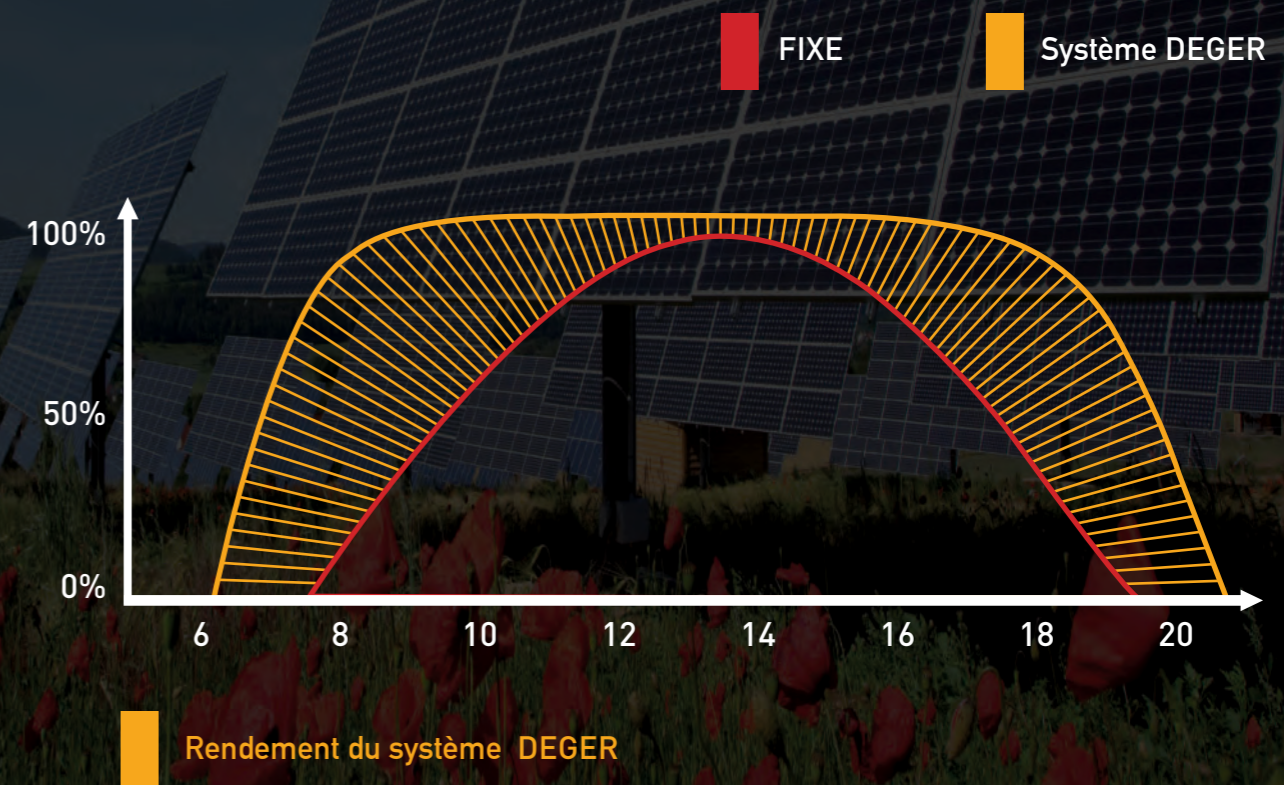 FIXE
Système DEGER
100%
50%
0%
6 8 10 12 14 16 18 20
Rendement du système DEGER